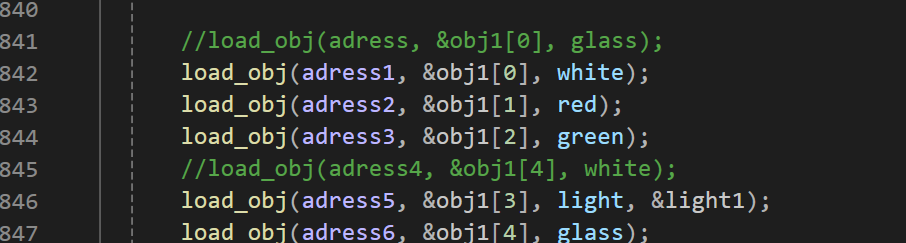 840
841 //load_obj(adress, &obj1[0], glass);
842 load_obj(adress1, &obj1[0], white);
843 load_obj(adress2, &obj1[1], red);
844 load_obj(adress3, &obj1[2], green);
845 //load_obj(adress4, &obj1[4], white);
846 load_obj(adress5, &obj1[3], light, &light1);
847 load_obj(adress6, &obj1[4], glass);